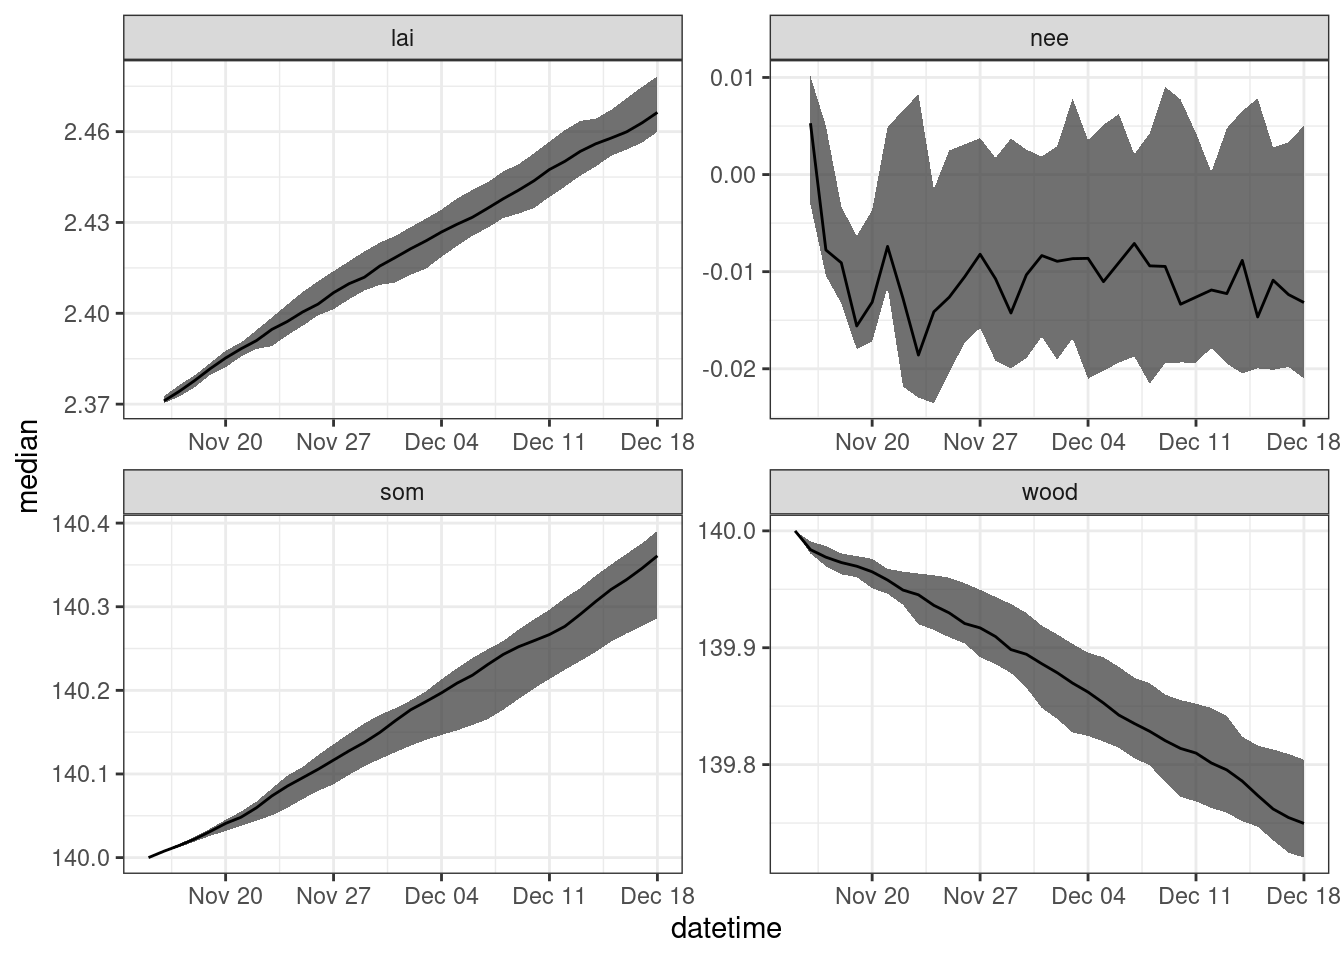 lai
nee
2.46
2.43
2.40
2.37
0.01
0.00
-0.01
-0.02
Nov 20 Nov 27 Dec 04 Dec 11 Dec 18
Nov 20 Nov 27 Dec 04 Dec 11 Dec 18
median
som
wood
140.4
140.3
140.2
140.1
140.0
140.0
139.9
139.8
Nov 20 Nov 27 Dec 04 Dec 11 Dec 18
Nov 20 Nov 27 Dec 04 Dec 11 Dec 18
datetime